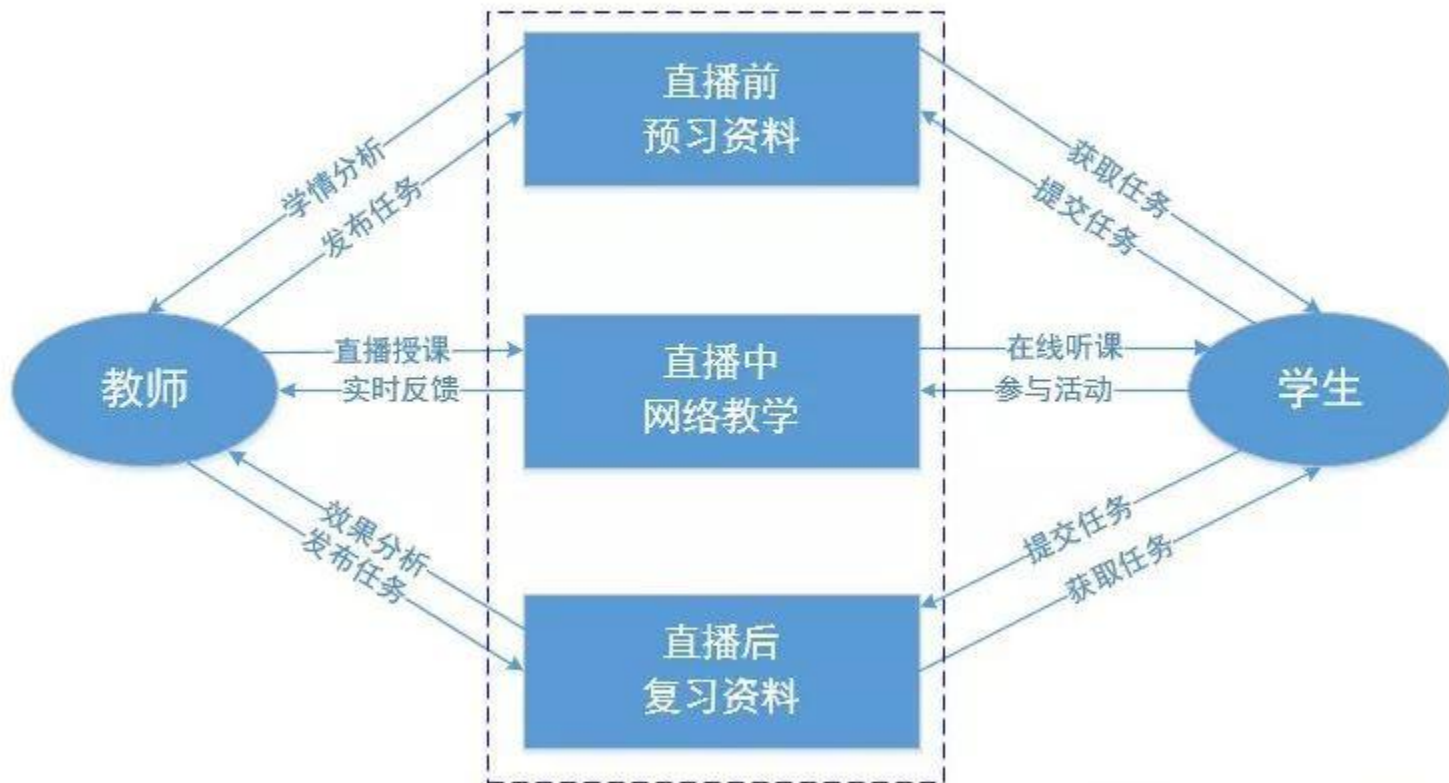 直播前
预习资料
学情分析
发布任务
获取任务
提交任务
教师
直播授课
实时反馈
直播中
网络教学
在线听课
参与活动
学生
效果分析
发布任务
提交任务
获取任务
直播后
复习资料